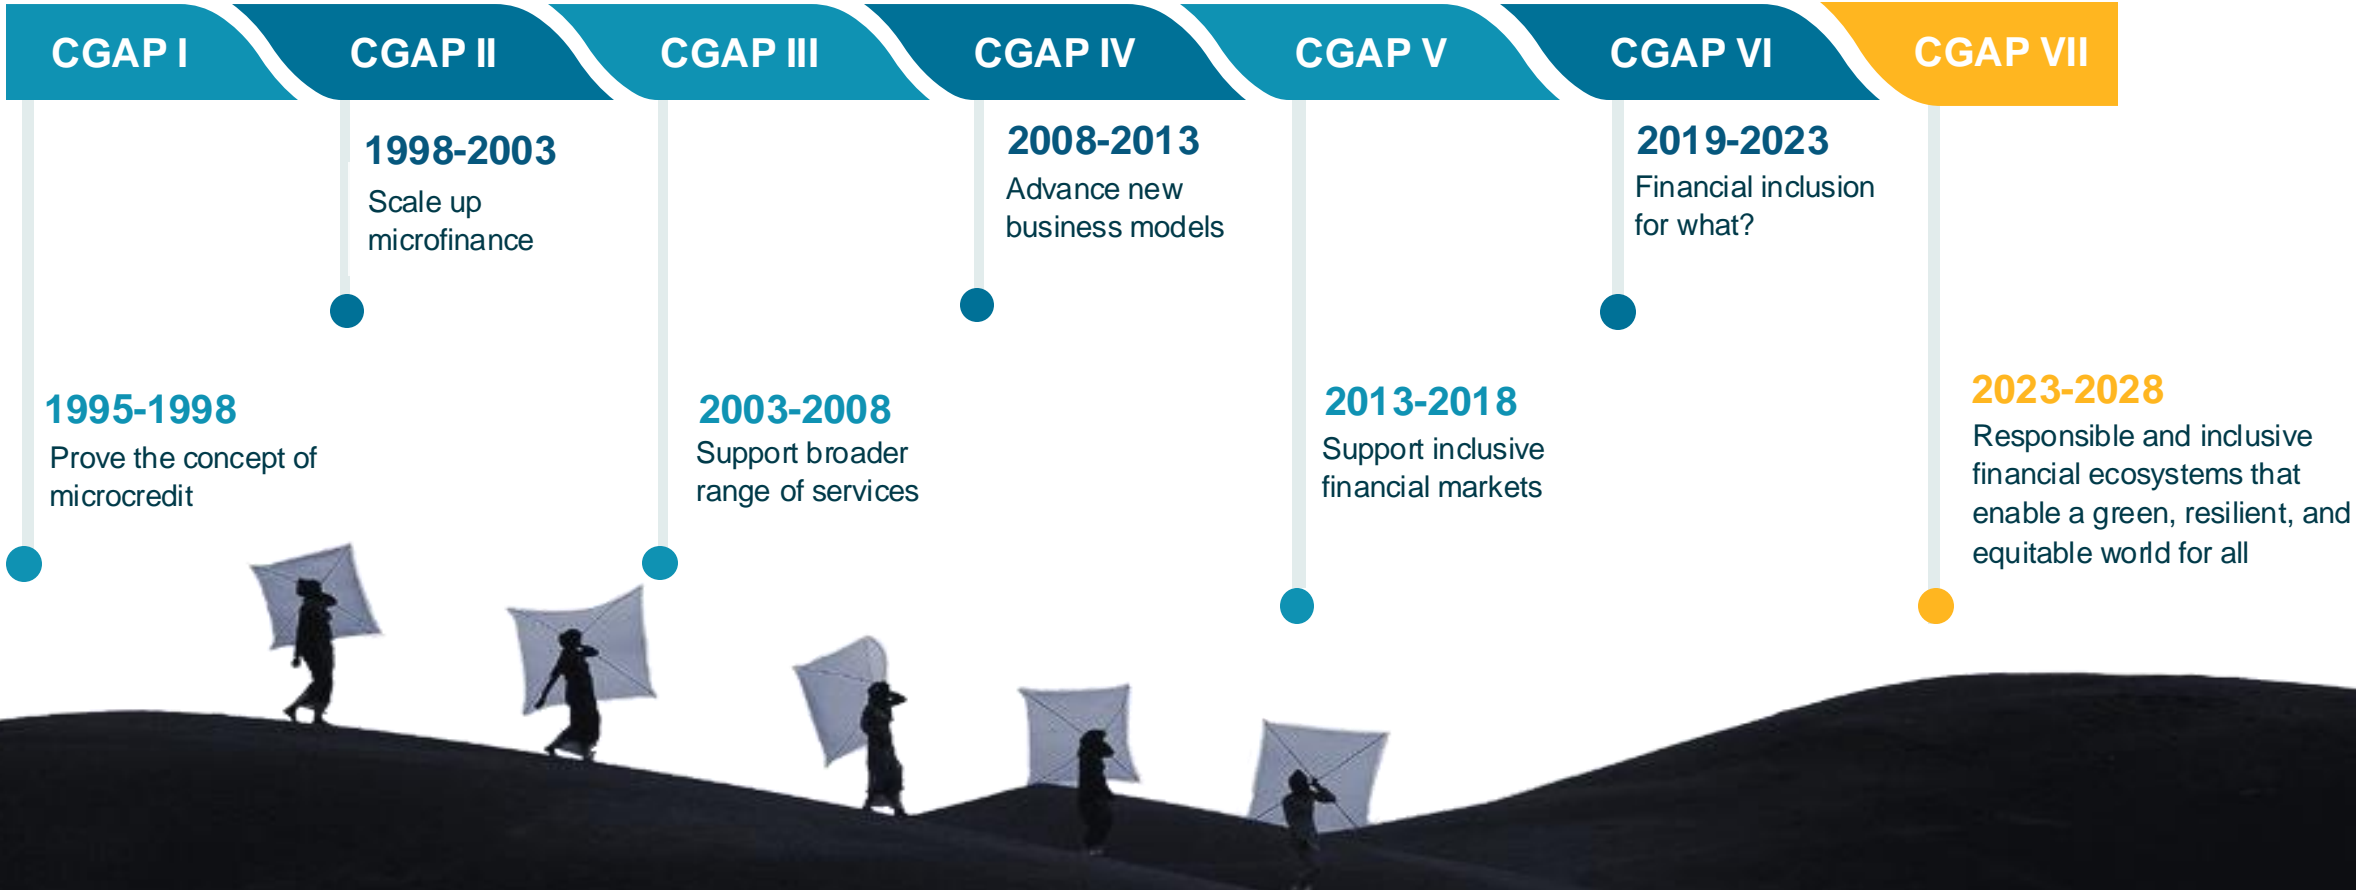 CGAP I
CGAP II
CGAP III
CGAP IV
CGAP V
CGAP VI
CGAP VII
1995-1998
Prove the concept of
microcredit
1998-2003
Scale up
microfinance
2003-2008
Support broader
range of services
2008-2013
Advance new
business models
2013-2018
Support inclusive
financial markets
2019-2023
Financial inclusion
for what?
2023-2028
Responsible and inclusive
financial ecosystems that
enable a green, resilient, and
equitable world for all